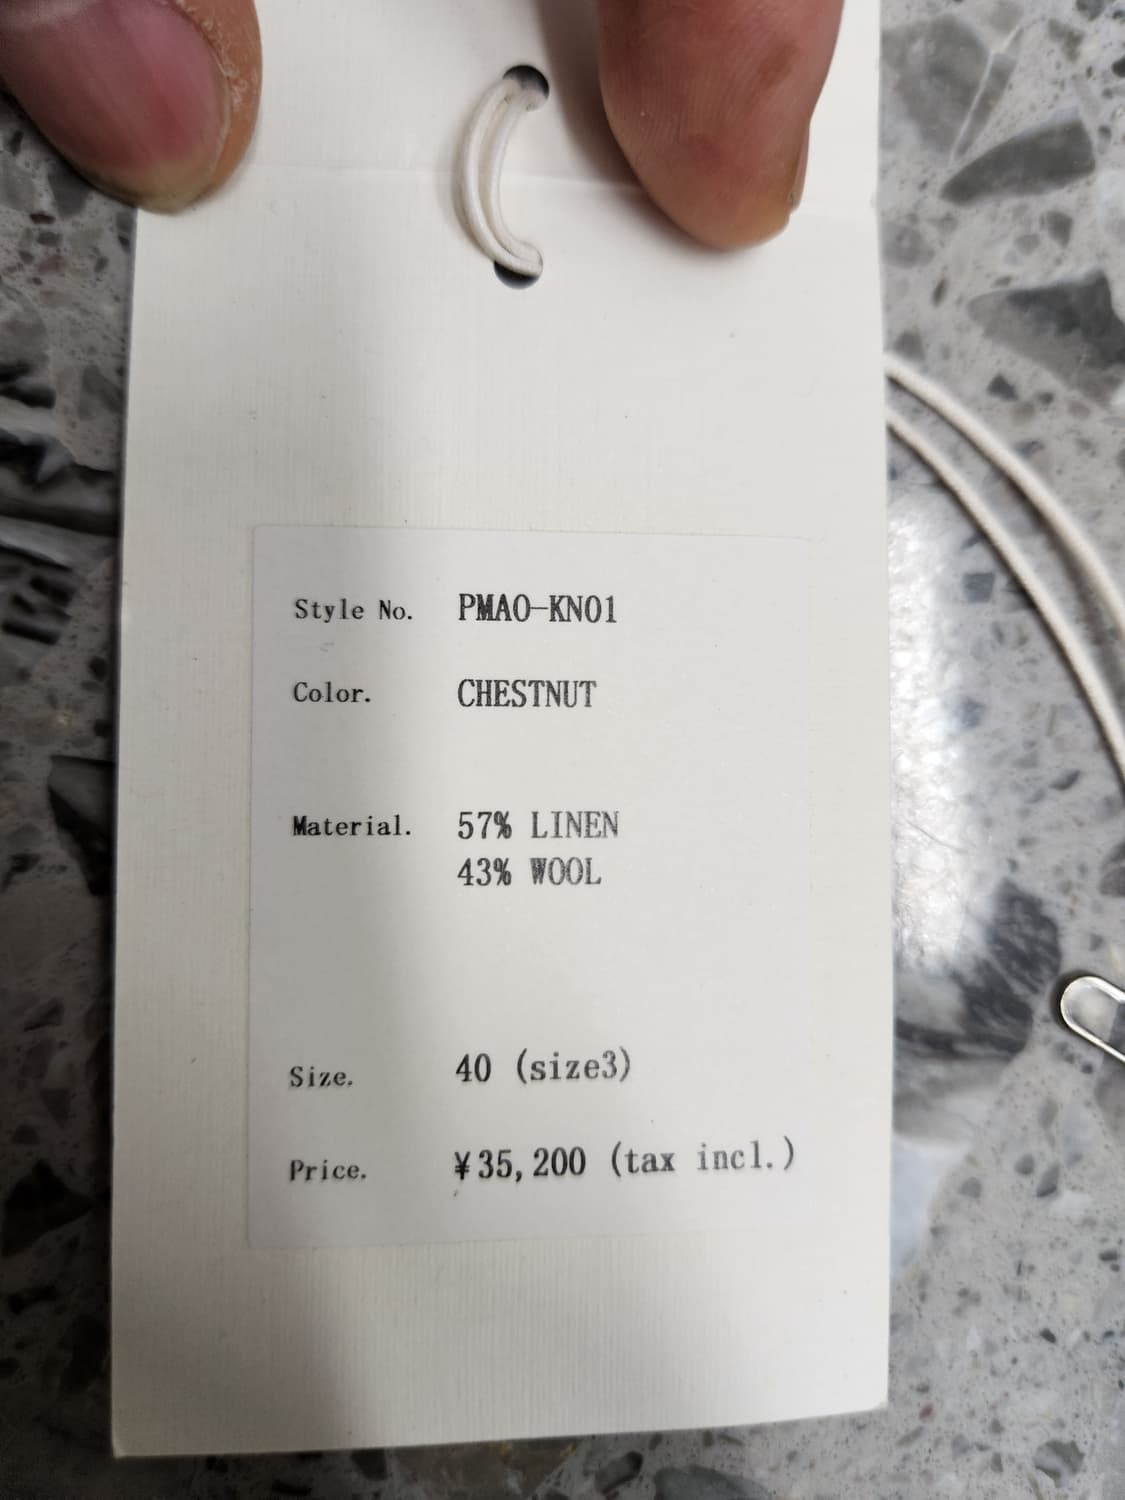 Style No. PMAO-KN01
Color. CHESTNUT
Material. 57% LINEN
43% WOOL
Size. 40 (size3)
Price. ¥35,200 (tax incl.)